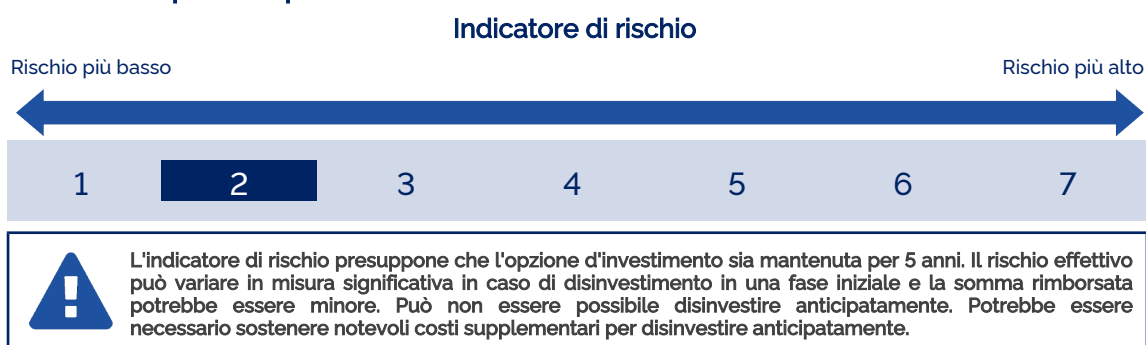 Indicatore di rischio
Rischio più basso
Rischio più alto
1 2 3 4 5 6 7
L'indicatore di rischio presuppone che l'opzione d'investimento sia mantenuta per 5 anni. Il rischio effettivo
può variare in misura significativa in caso di disinvestimento in una fase iniziale e la somma rimborsata
potrebbe essere minore. Può non essere possibile disinvestire anticipatamente. Potrebbe essere
necessario sostenere notevoli costi supplementari per disinvestire anticipatamente.